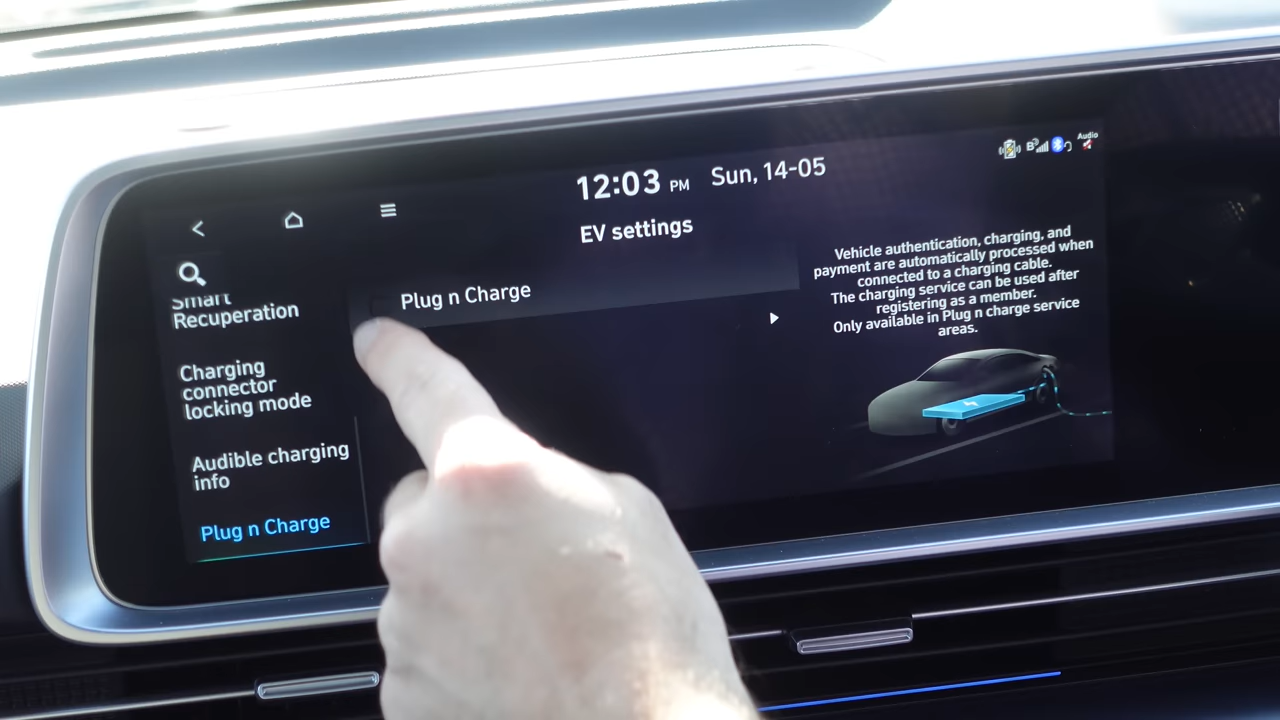 12:03 PM Sun, 14-05
Audio
EV settings
Smart
Recuperation
Charging
connector
locking mode
Audible charging
info
Plug n Charge
Plug n Charge
Vehicle authentication, charging, and
payment are automatically processed when
connected to a charging cable.
The charging service can be used after
registering as a member.
Only available in Plug n charge service
areas.